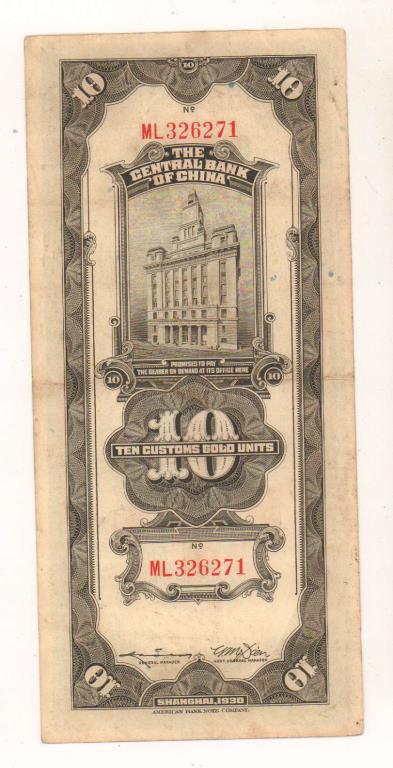 10 10 10
Nº
ML326271
THE
CENTRAL BANK
OF CHINA
PROMISES TO PAY
THE BEARER ON DEMAND AT ITS OFFICE HERE
10 10
10
TEN CUSTOMS GOLD UNITS
Nº
ML326271
GENERAL MANAGER ASST. GENERAL MANAGER
10 10
SHANGHAI, 1930
AMERICAN BANK NOTE COMPANY.